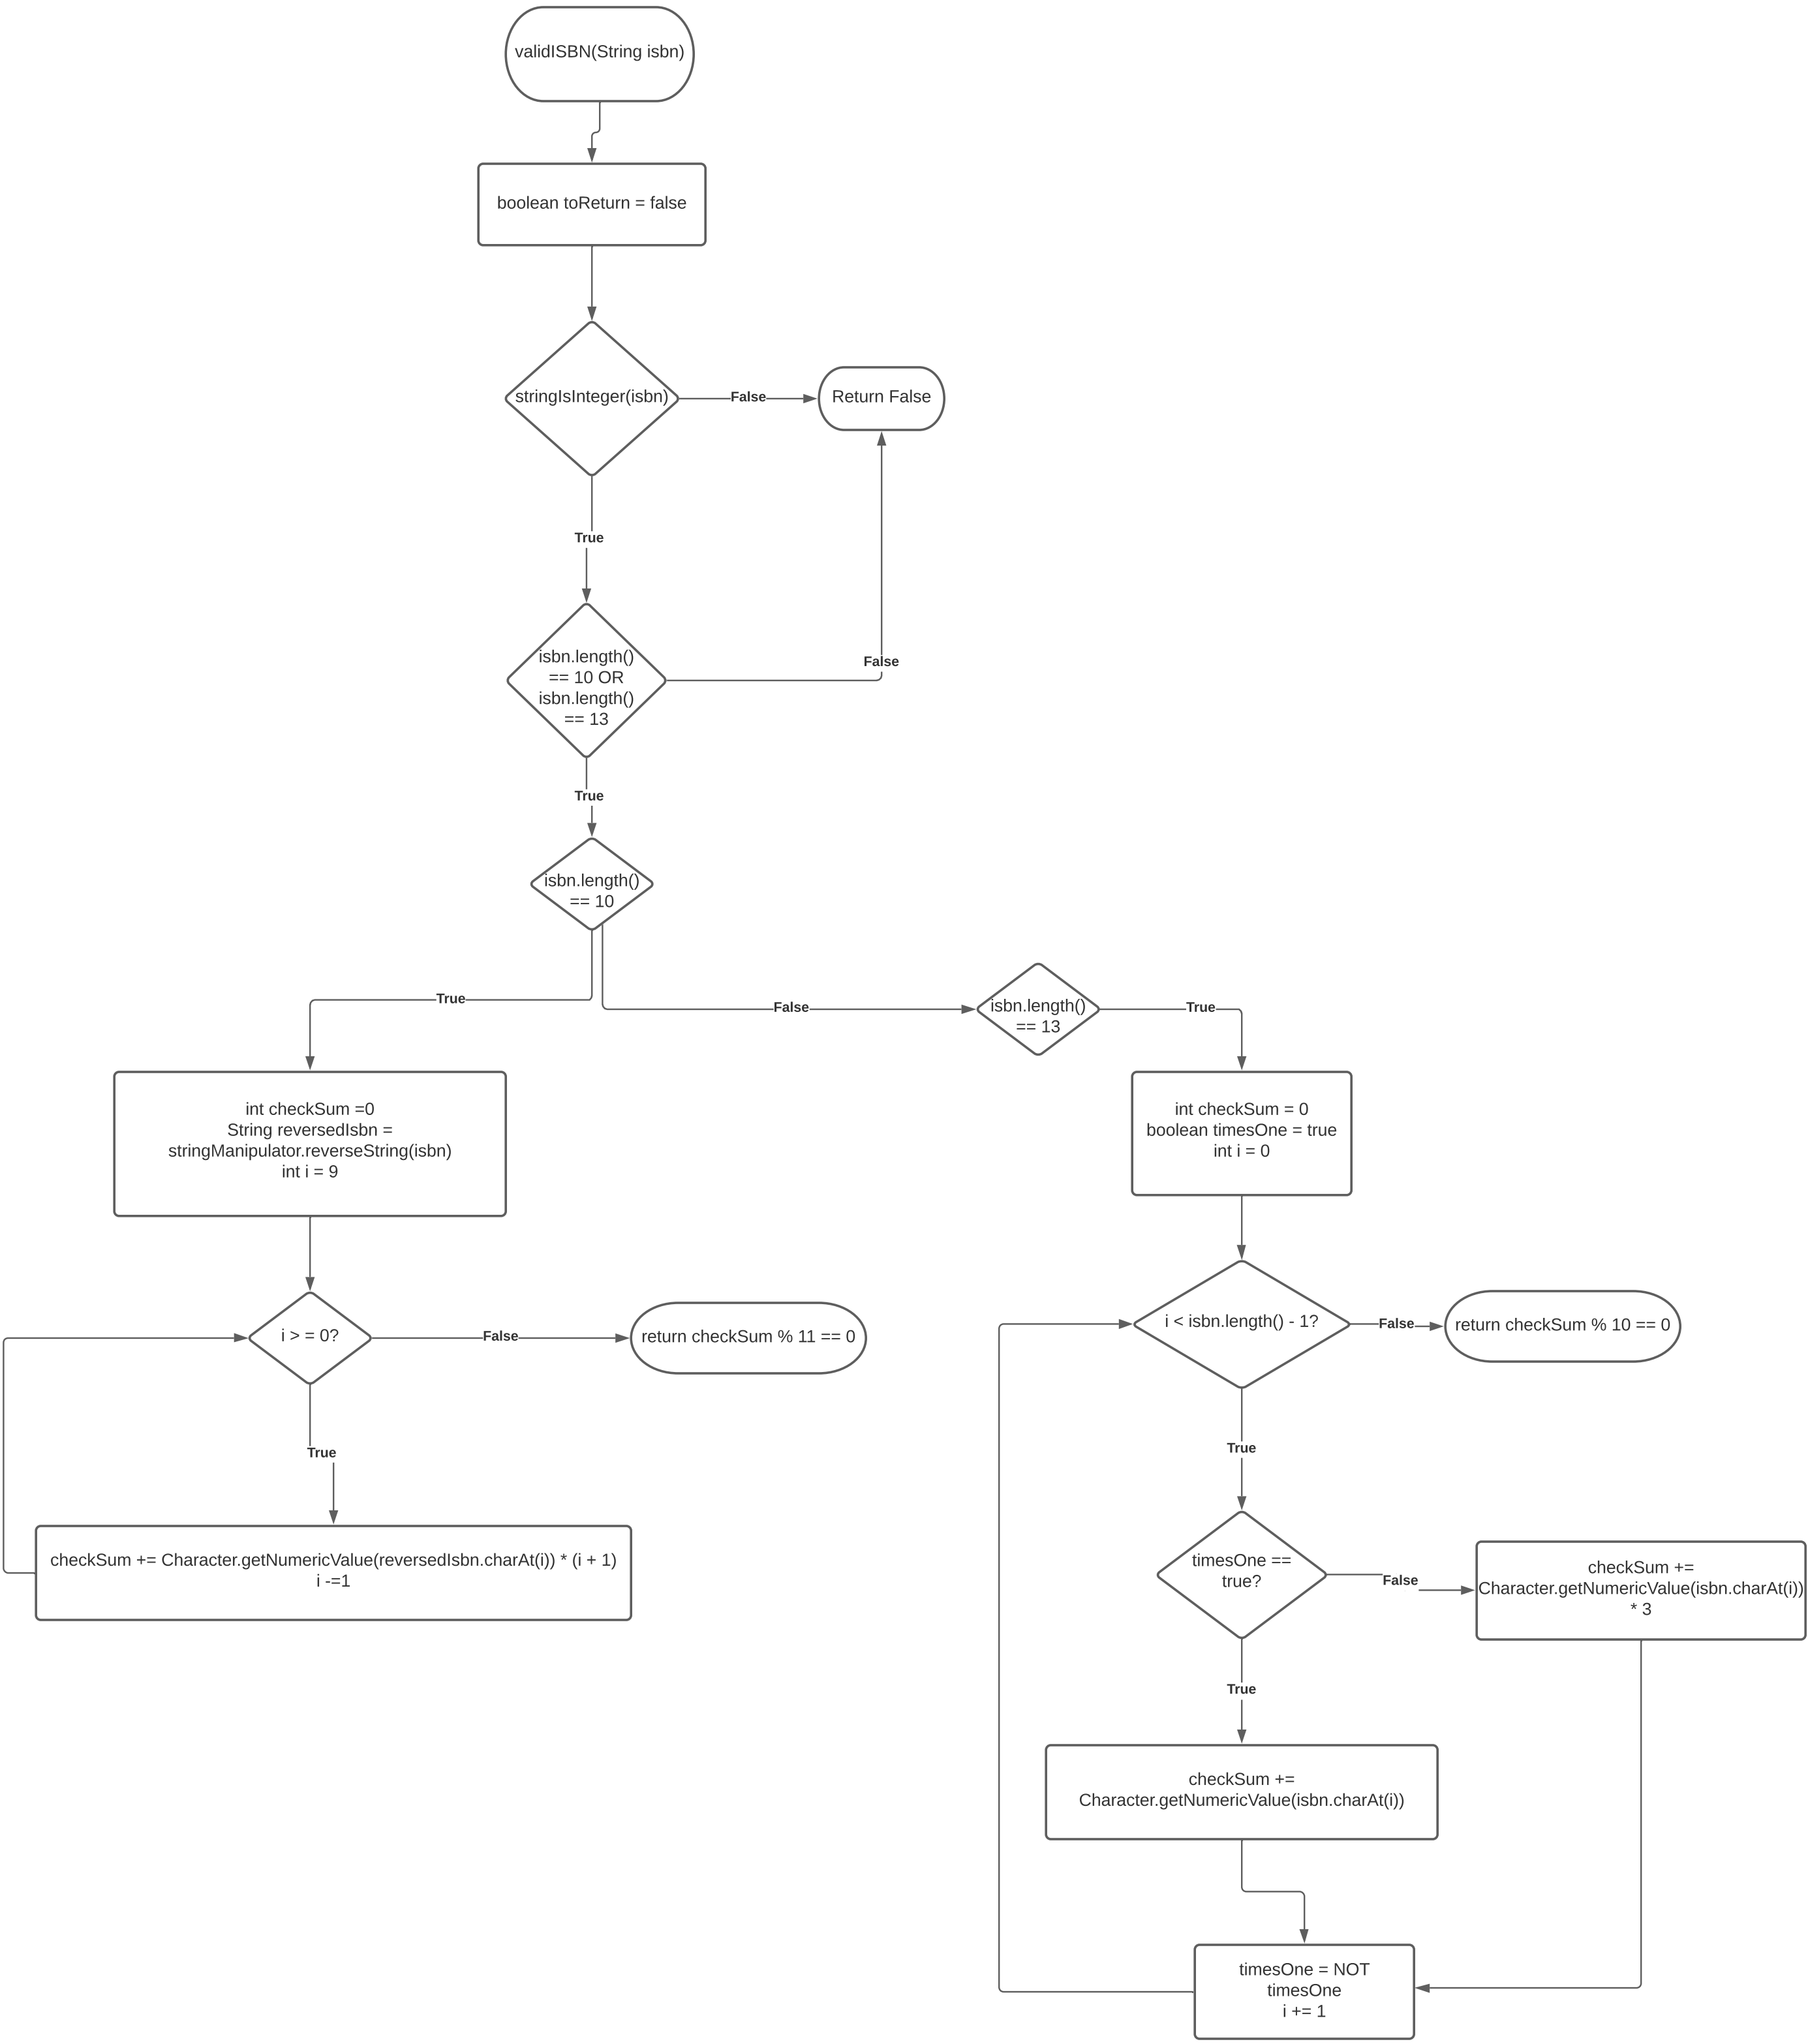 validISBN(String isbn)
boolean toReturn = false
stringIsInteger(isbn)
False
Return False
True
isbn.length()
== 10 OR
isbn.length()
== 13
False
True
isbn.length()
== 10
True
False
isbn.length()
== 13
True
int checkSum =0
String reversedIsbn =
stringManipulator.reverseString(isbn)
int i = 9
i > = 0?
False
return checkSum % 11 == 0
True
checkSum += Character.getNumericValue(reversedIsbn.charAt(i)) * (i + 1)
i -=1
int checkSum = 0
boolean timesOne = true
int i = 0
i < isbn.length() - 1?
False
return checkSum % 10 == 0
True
timesOne ==
true?
False
checkSum +=
Character.getNumericValue(isbn.charAt(i))
* 3
True
checkSum +=
Character.getNumericValue(isbn.charAt(i))
timesOne = NOT
timesOne
i += 1